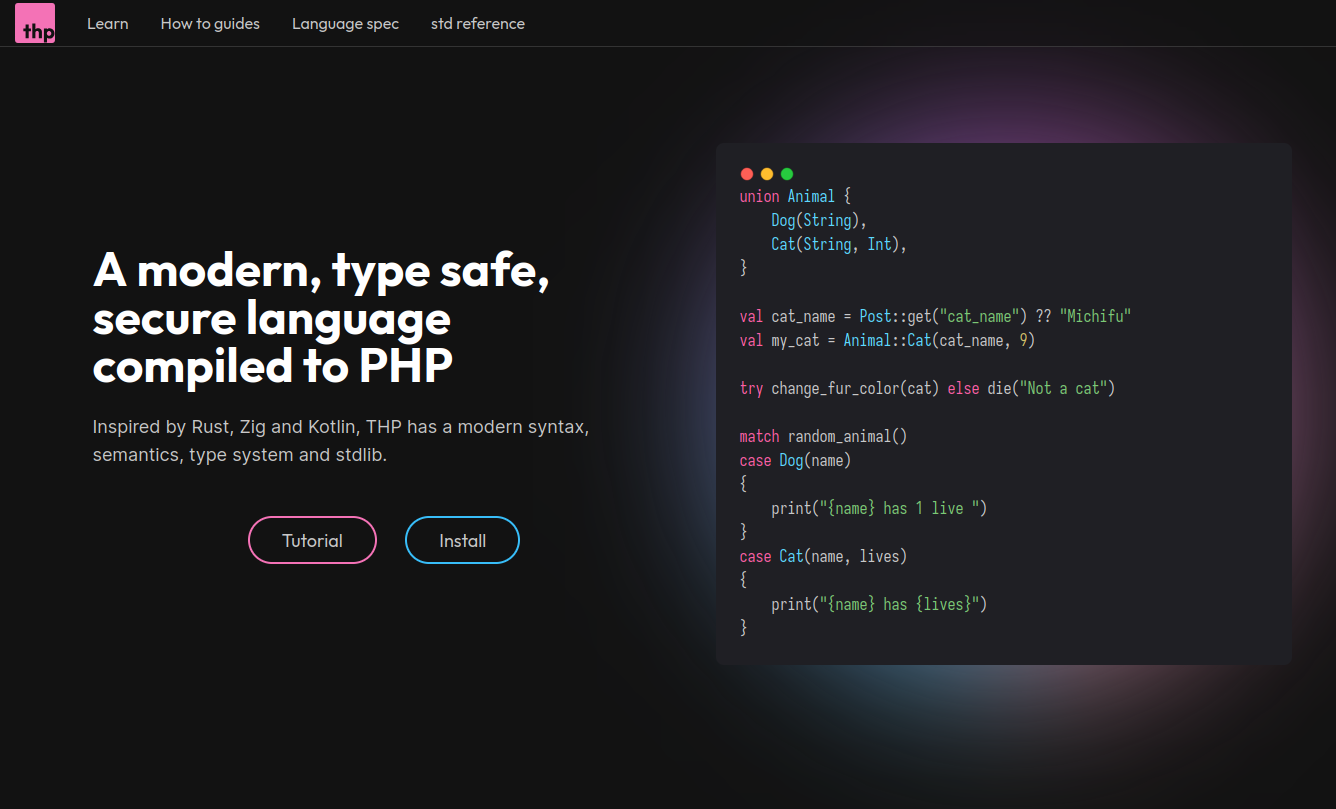 thp
Learn
How to guides
Language spec
std reference
A modern, type safe,
secure language
compiled to PHP
Inspired by Rust, Zig and Kotlin, THP has a modern syntax,
semantics, type system and stdlib.
Tutorial
Install
union Animal {
    Dog(String),
    Cat(String, Int),
}

val cat_name = Post::get("cat_name") ?? "Michifu"
val my_cat = Animal::Cat(cat_name, 9)

try change_fur_color(cat) else die("Not a cat")

match random_animal()
case Dog(name)
{
    print("{name} has 1 live ")
}
case Cat(name, lives)
{
    print("{name} has {lives}")
}